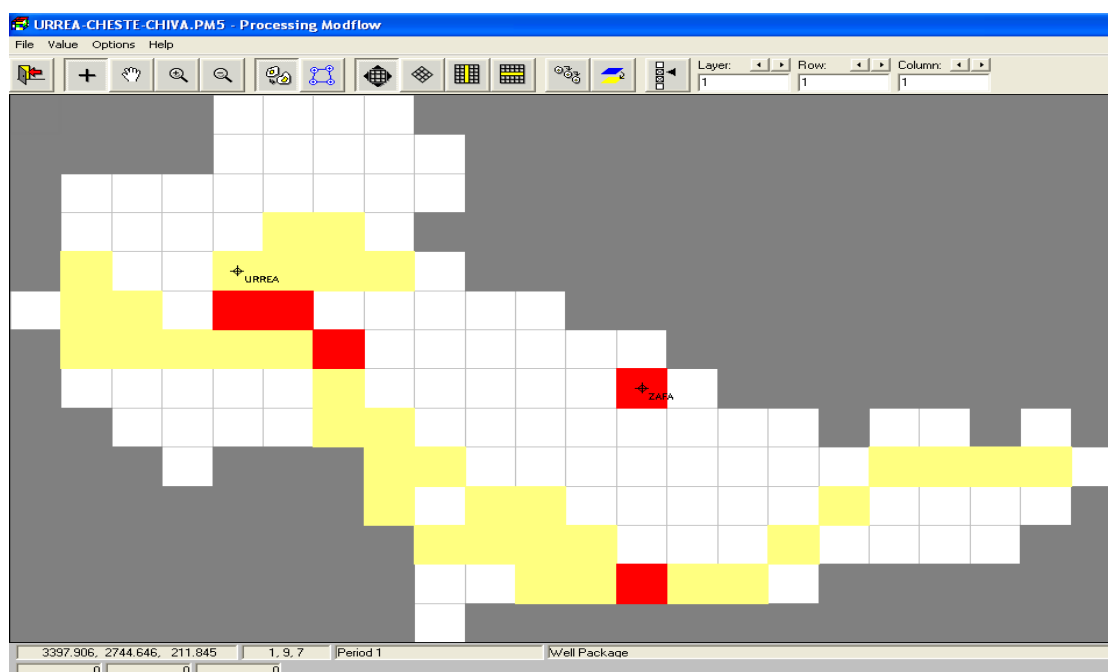 URREA-CHESTE-CHIVA.PM5 - Processing Modflow
File Value Options Help
Layer: Row: Column:
1 1 1
URREA
ZAFA
3397.906, 2744.646, 211.845 1, 9, 7 Period 1 Well Package
0 0 0